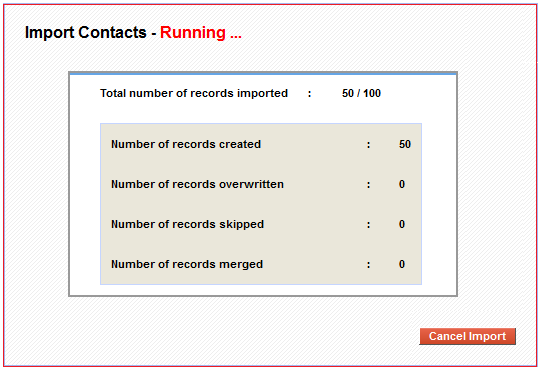 Import Contacts - Running ...
Total number of records imported : 50 / 100
Number of records created : 50
Number of records overwritten : 0
Number of records skipped : 0
Number of records merged : 0
Cancel Import